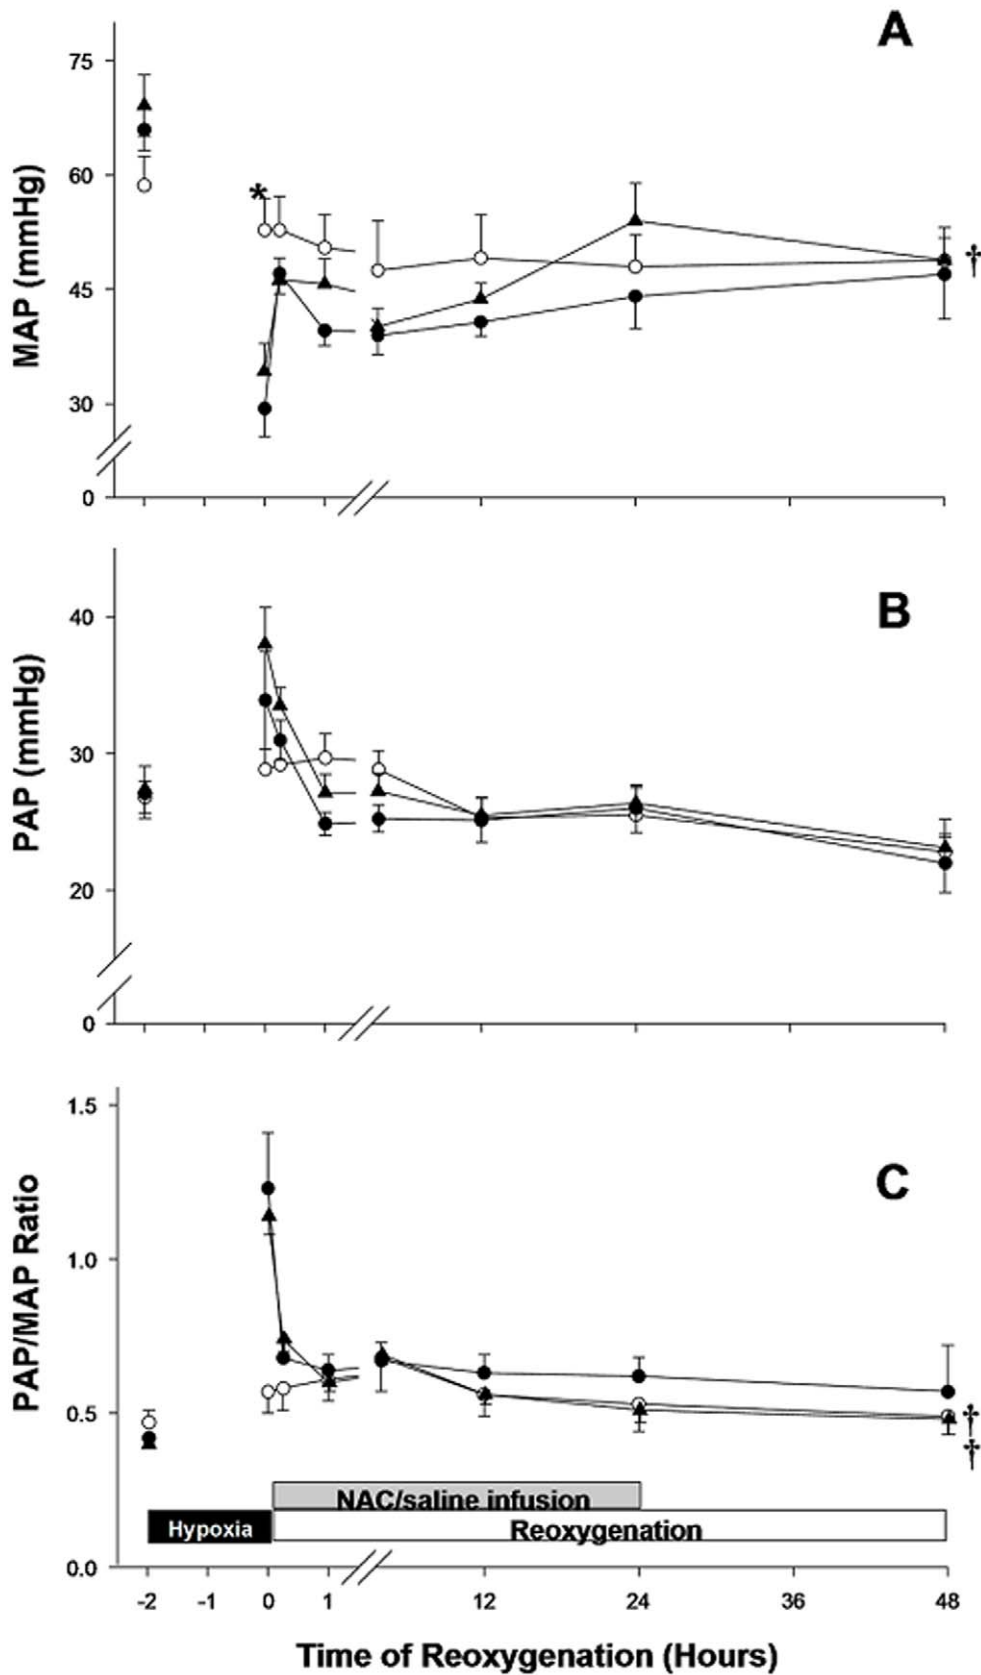 A
75
60
*
45
†
30
0
MAP (mmHg)
B
40
30
20
0
PAP (mmHg)
C
1.5
1.0
0.5
†
†
0.0
PAP/MAP Ratio
NAC/saline infusion
Hypoxia
Reoxygenation
-2 -1 0 1 12 24 36 48
Time of Reoxygenation (Hours)